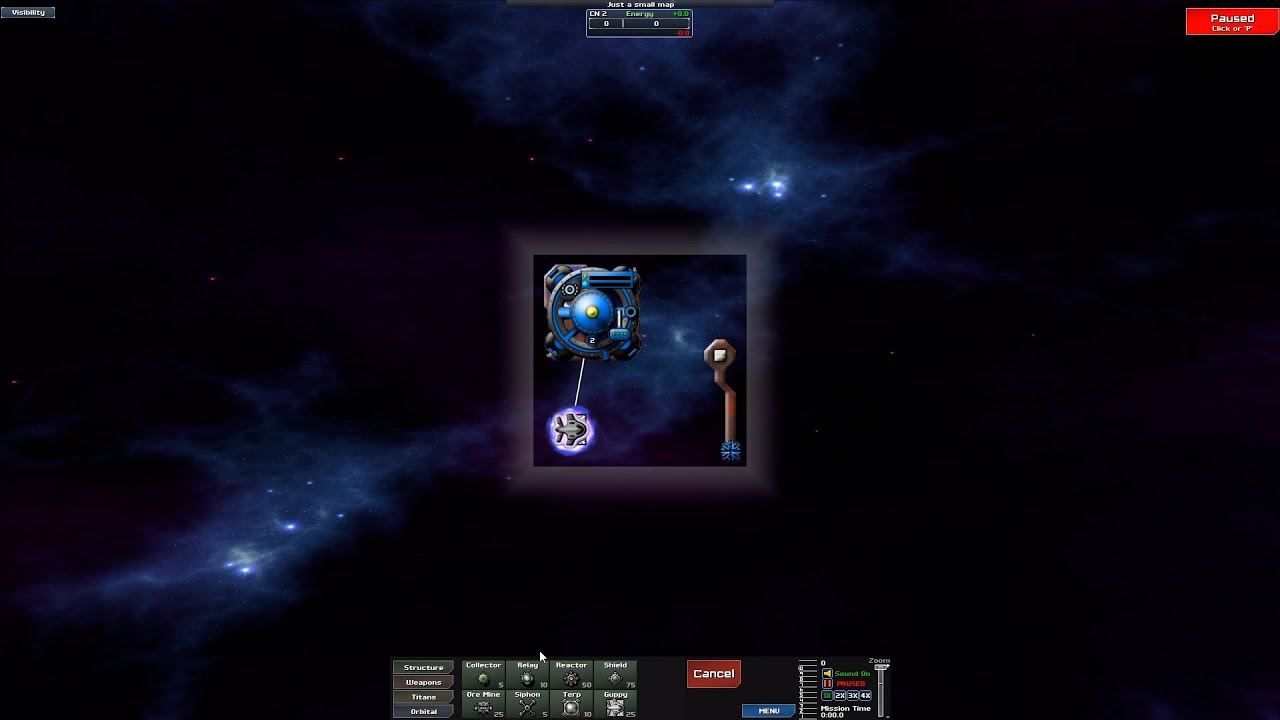 Visibility
Just a small map
CN 2 Energy +0.0
0 0
-0.0
Paused
Click or 'P'
2
Structure
Weapons
Titans
Orbital
Collector 5
Relay 10
Reactor 50
Shield 75
Ore Mine 25
Siphon 5
Terp 10
Guppy 25
Cancel
MENU
0
Zoom
Sound On
PAUSED
1X 2X 3X 4X
Mission Time
0:00.0